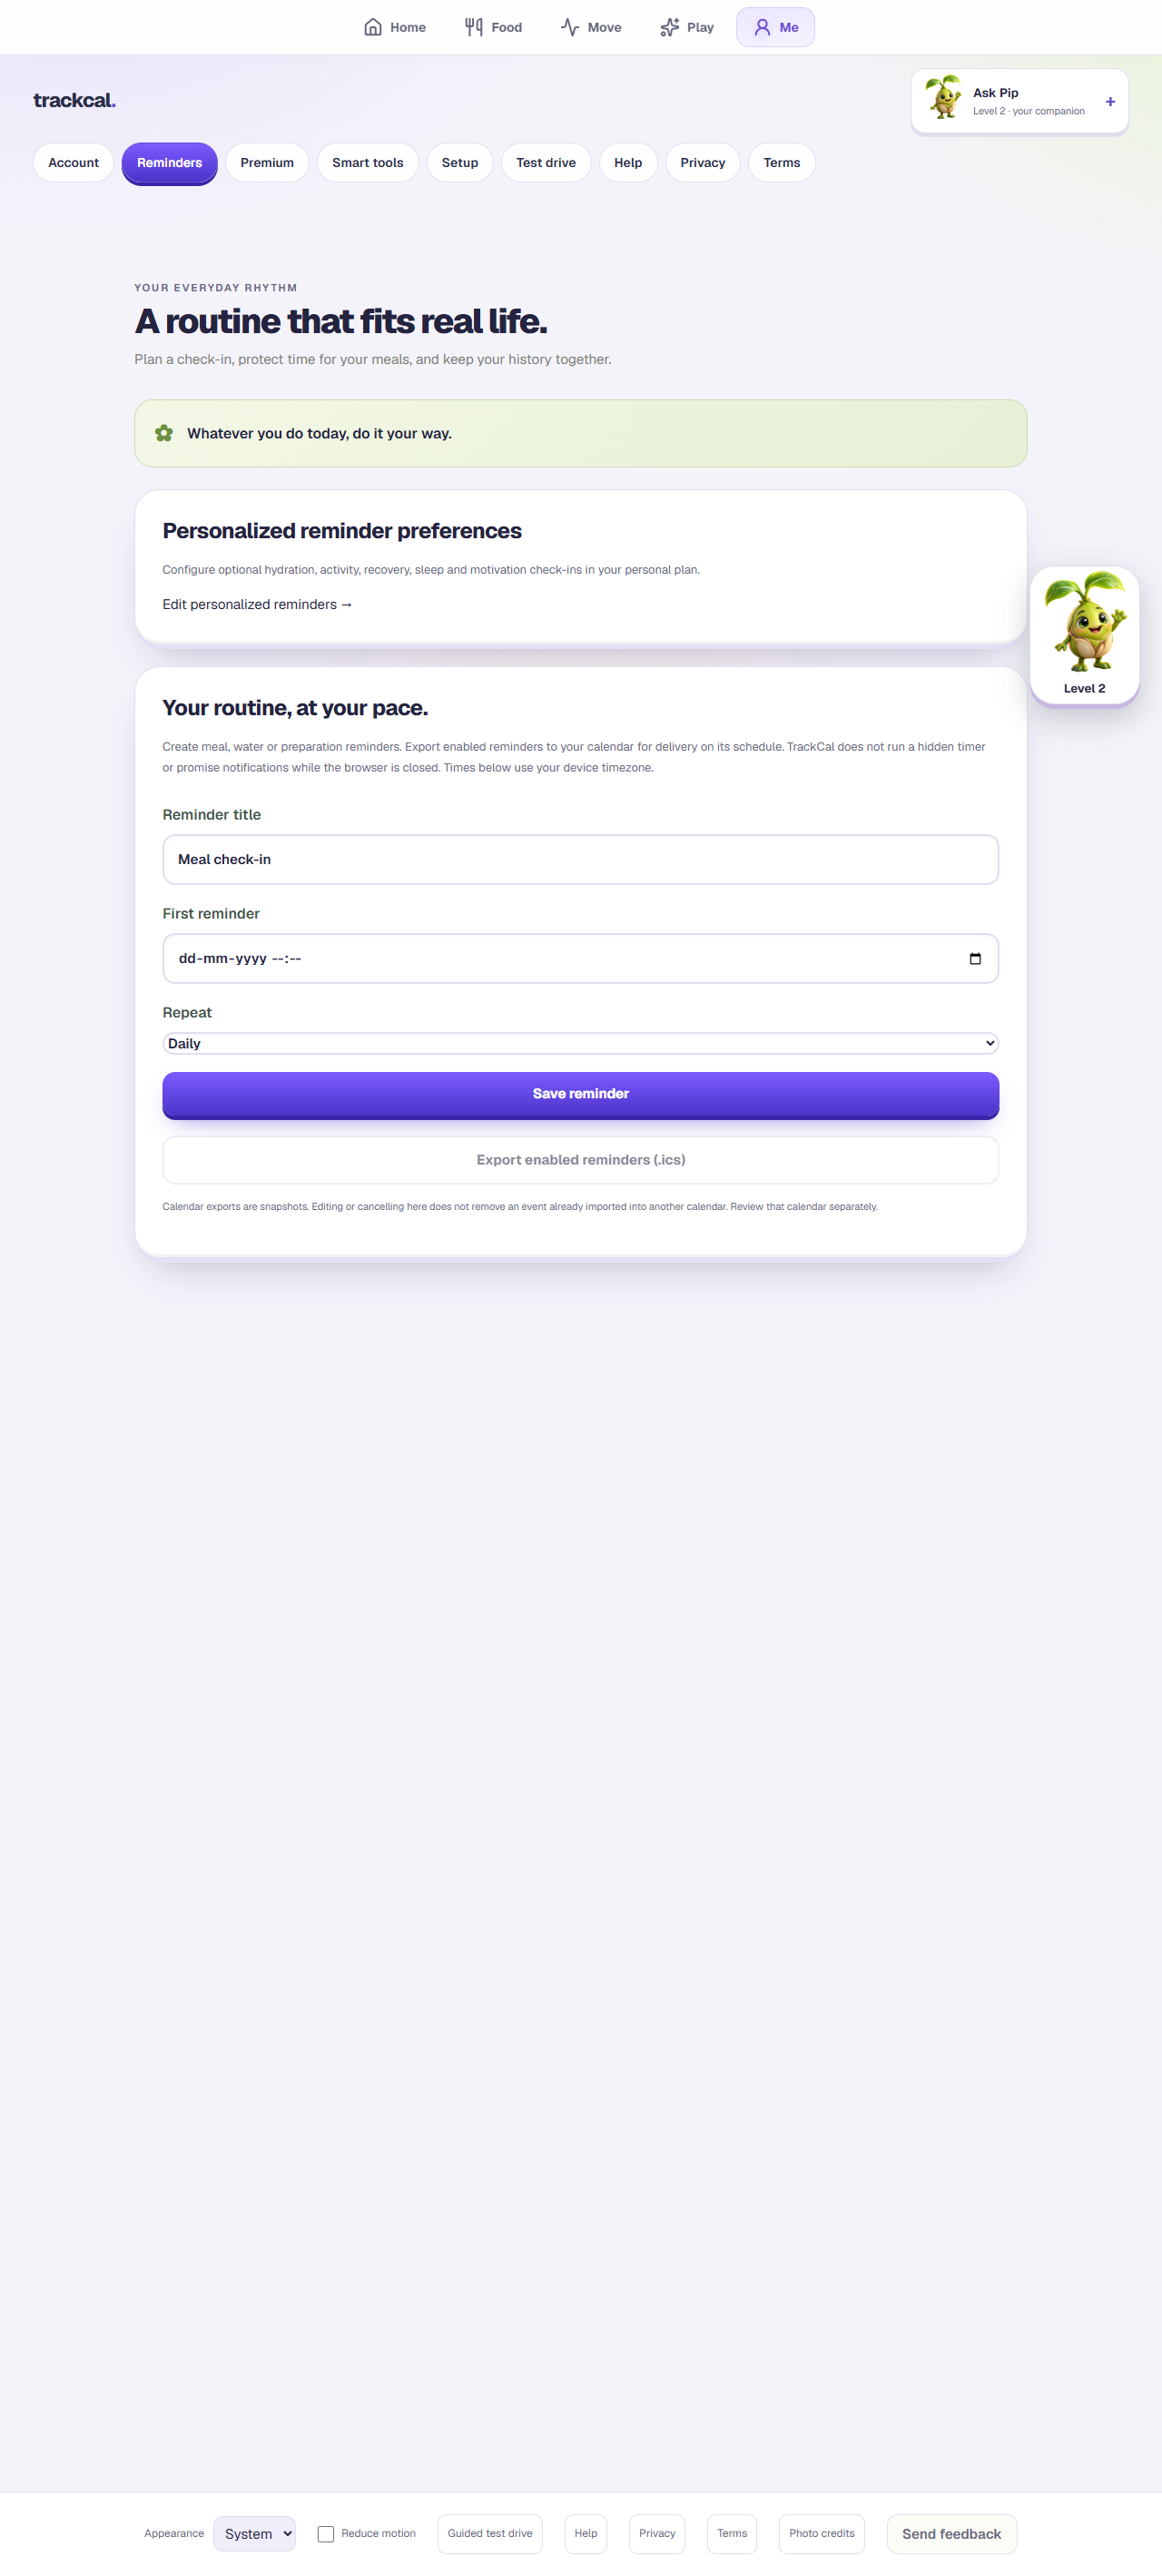 Home
Food
Move
Play
Me
trackcal.
Ask Pip
Level 2 · your companion
+
Account
Reminders
Premium
Smart tools
Setup
Test drive
Help
Privacy
Terms
YOUR EVERYDAY RHYTHM
A routine that fits real life.
Plan a check-in, protect time for your meals, and keep your history together.
Whatever you do today, do it your way.
Personalized reminder preferences
Configure optional hydration, activity, recovery, sleep and motivation check-ins in your personal plan.
Edit personalized reminders →
Level 2
Your routine, at your pace.
Create meal, water or preparation reminders. Export enabled reminders to your calendar for delivery on its schedule. TrackCal does not run a hidden timer
or promise notifications while the browser is closed. Times below use your device timezone.
Reminder title
Meal check-in
First reminder
dd-mm-yyyy --:--
Repeat
Daily
Save reminder
Export enabled reminders (.ics)
Calendar exports are snapshots. Editing or cancelling here does not remove an event already imported into another calendar. Review that calendar separately.
Appearance
System
Reduce motion
Guided test drive
Help
Privacy
Terms
Photo credits
Send feedback